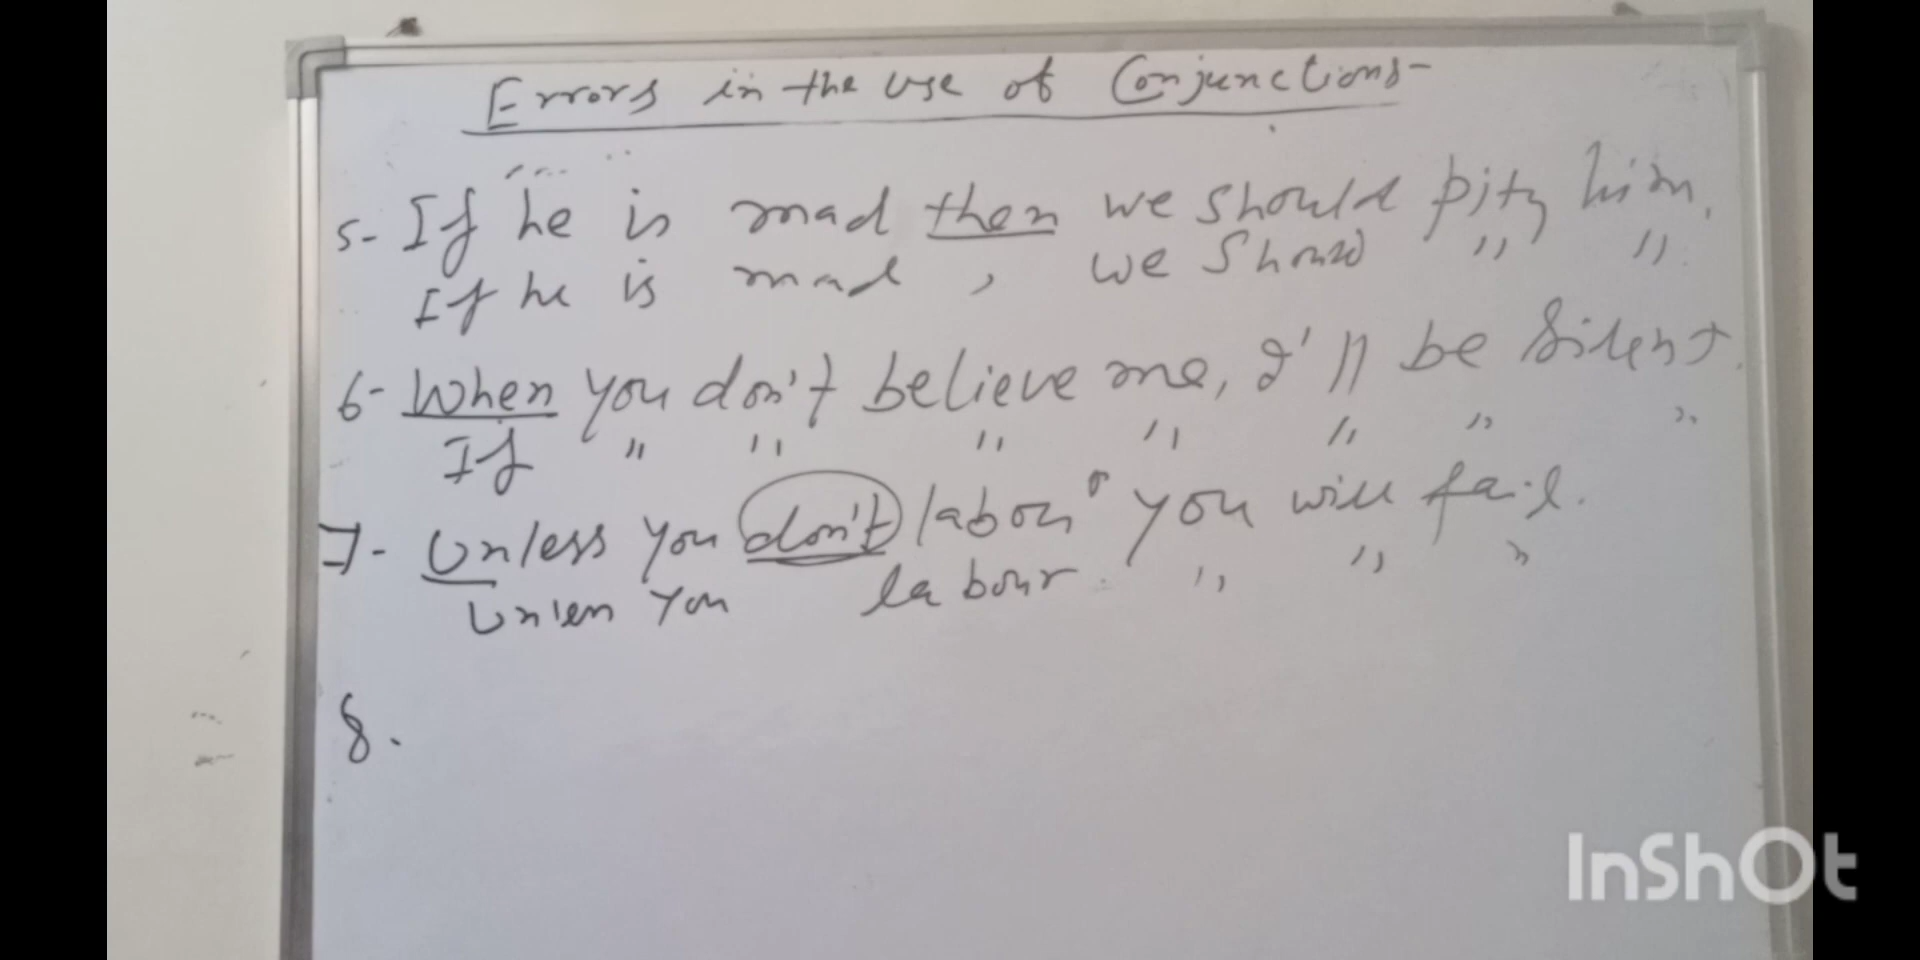 Errors in the use of Conjunctions-
5- If he is mad then we should pity him.
If he is mad, we should " "
6- When you don't believe me, I'll be silent.
If " " " " " " "
7- Unless you don't labour you will fail.
Unless you labour " " "
8.
InShOt